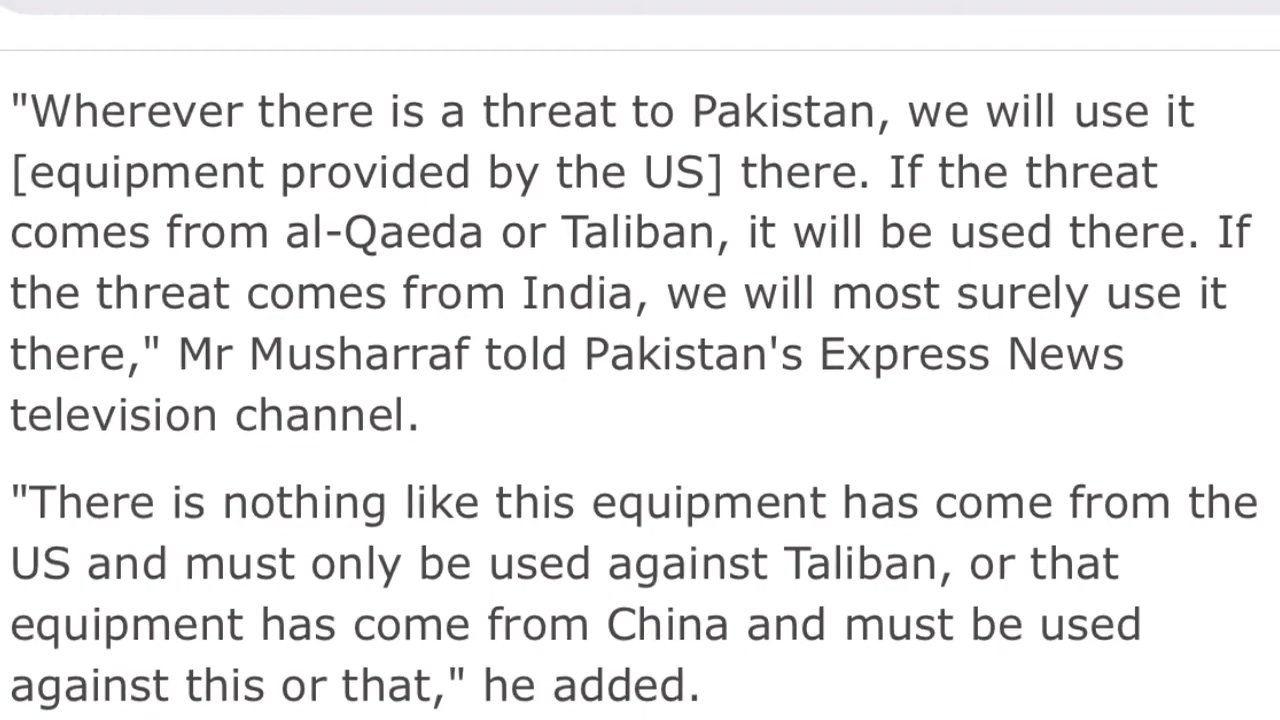 "Wherever there is a threat to Pakistan, we will use it
[equipment provided by the US] there. If the threat
comes from al-Qaeda or Taliban, it will be used there. If
the threat comes from India, we will most surely use it
there," Mr Musharraf told Pakistan's Express News
television channel.
"There is nothing like this equipment has come from the
US and must only be used against Taliban, or that
equipment has come from China and must be used
against this or that," he added.